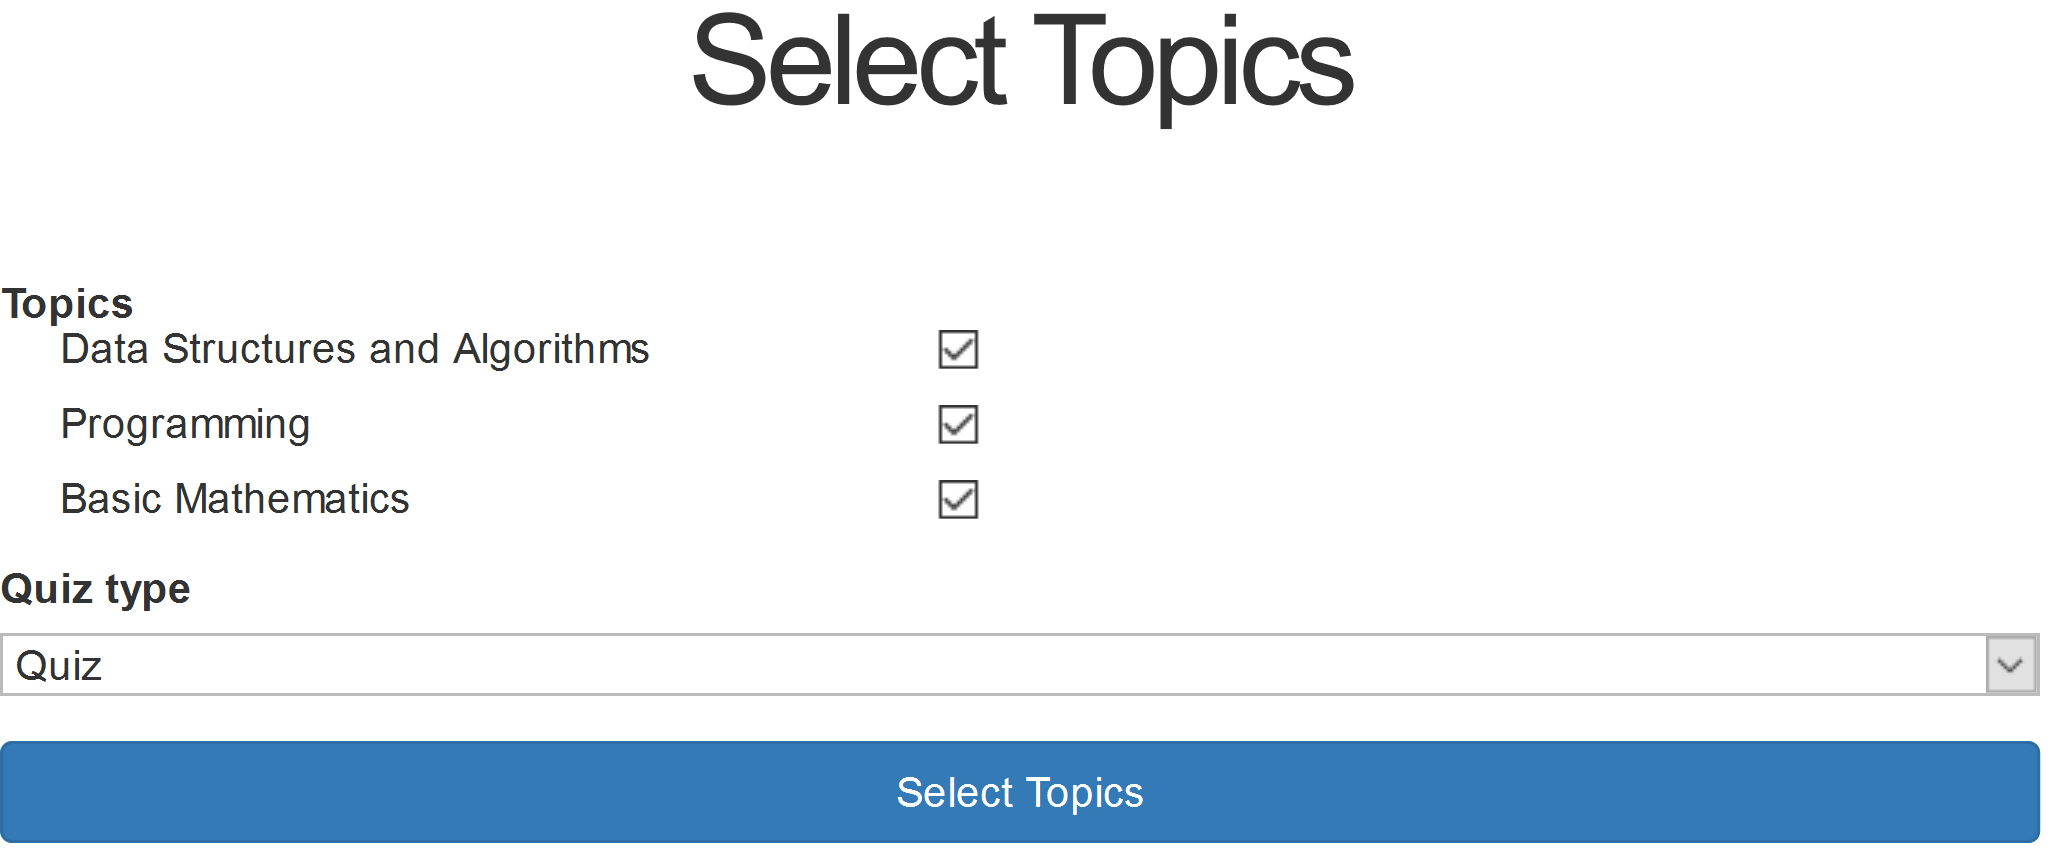 Select Topics
Topics
Data Structures and Algorithms
Programming
Basic Mathematics
Quiz type
Quiz
Select Topics